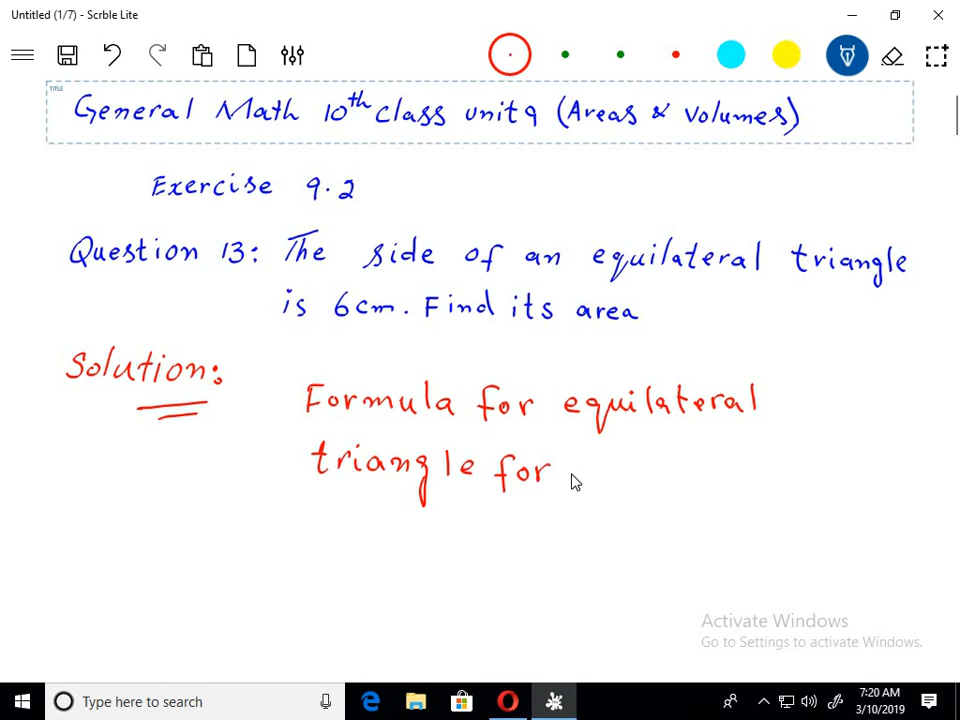 Untitled (1/7) - Scrble Lite
TITLE
General Math 10th class unit 9 (Areas & Volumes)
Exercise 9.2
Question 13: The side of an equilateral triangle
is 6cm. Find its area
Solution:
Formula for equilateral
triangle for
Activate Windows
Go to Settings to activate Windows.
Type here to search
7:20 AM
3/10/2019